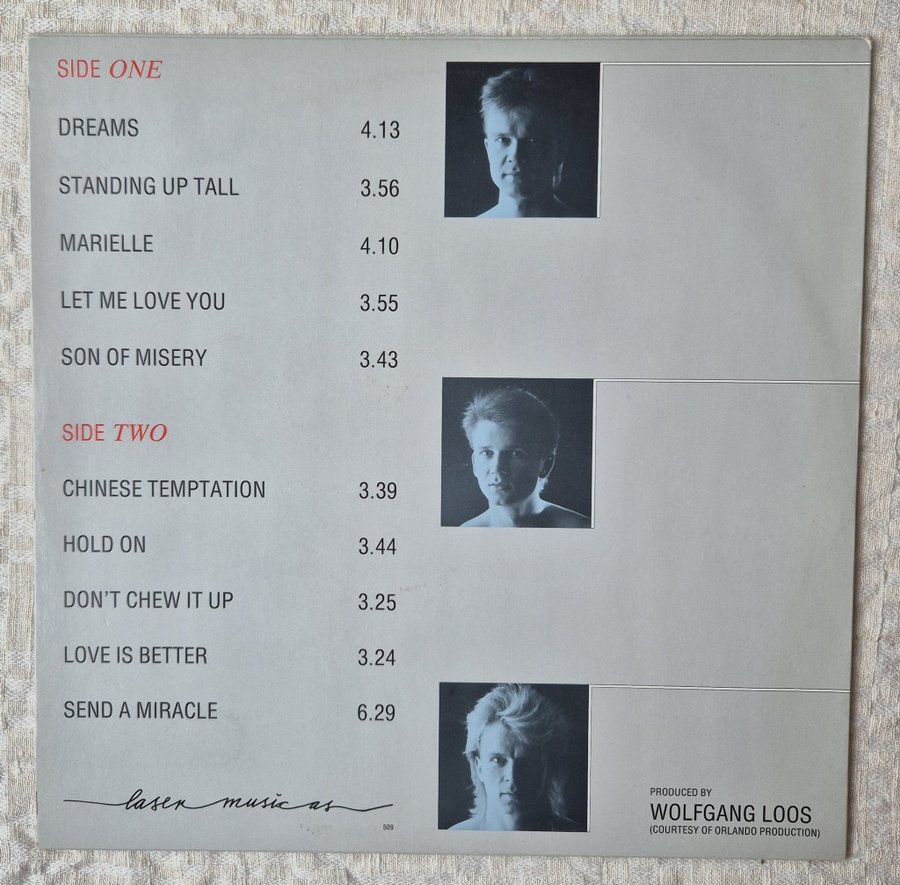 SIDE ONE
DREAMS 4.13
STANDING UP TALL 3.56
MARIELLE 4.10
LET ME LOVE YOU 3.55
SON OF MISERY 3.43
SIDE TWO
CHINESE TEMPTATION 3.39
HOLD ON 3.44
DON'T CHEW IT UP 3.25
LOVE IS BETTER 3.24
SEND A MIRACLE 6.29
laser music as
509
PRODUCED BY
WOLFGANG LOOS
(COURTESY OF ORLANDO PRODUCTION)